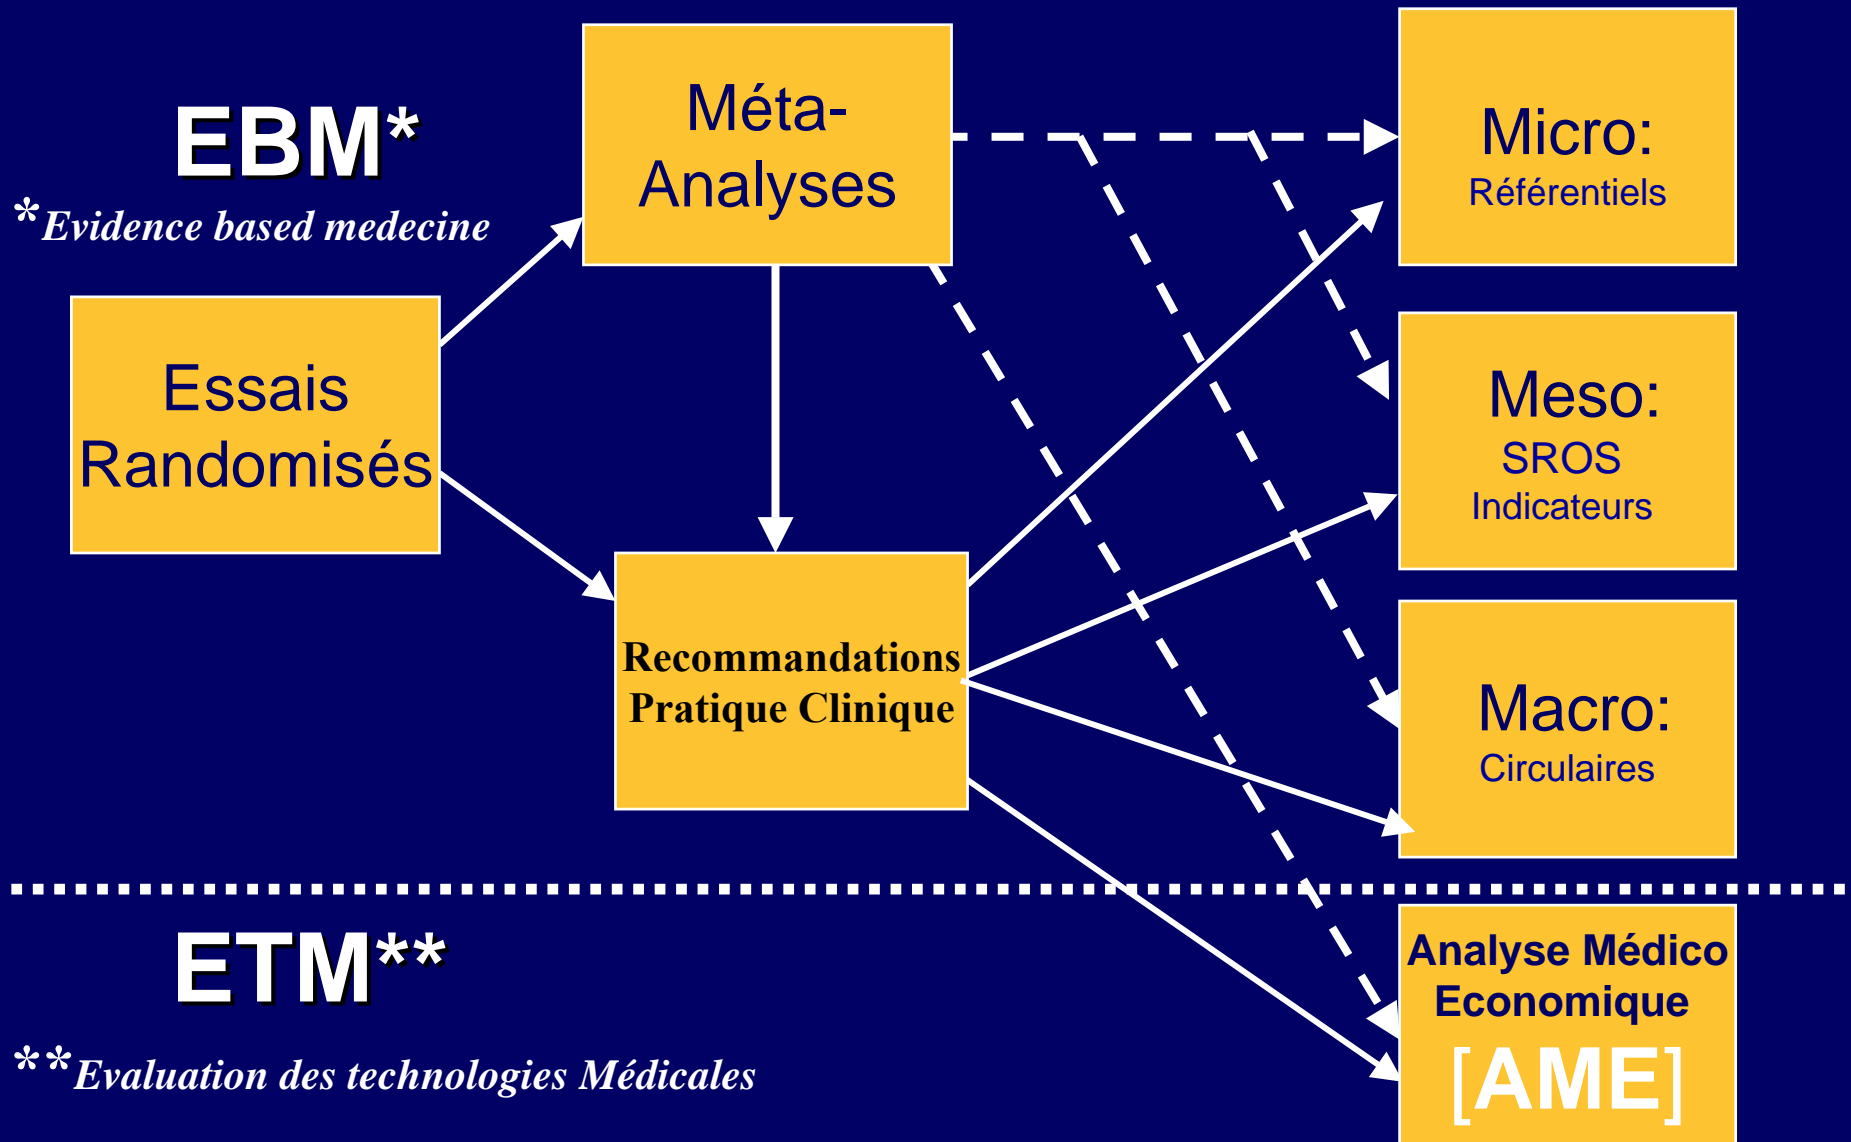 EBM*
*Evidence based medecine
Essais
Randomisés
Méta-
Analyses
Recommandations
Pratique Clinique
Micro:
Référentiels
Meso:
SROS
Indicateurs
Macro:
Circulaires
ETM**
**Evaluation des technologies Médicales
Analyse Médico
Economique
[AME]